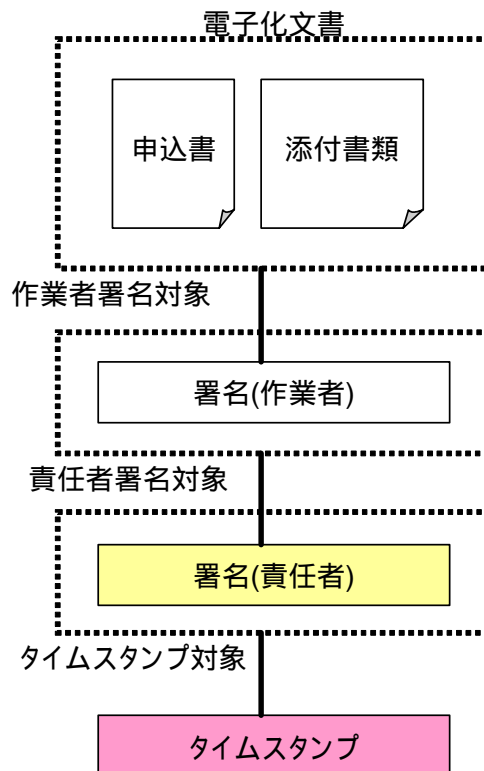 電子化文書
申込書
添付書類
作業者署名対象
署名(作業者)
責任者署名対象
署名(責任者)
タイムスタンプ対象
タイムスタンプ